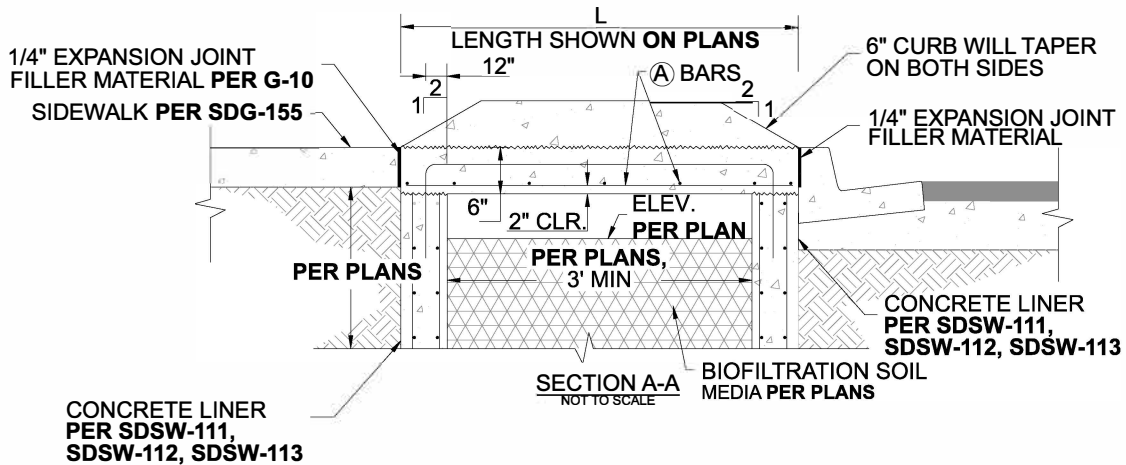 L
LENGTH SHOWN ON PLANS
1/4" EXPANSION JOINT
FILLER MATERIAL PER G-10
SIDEWALK PER SDG-155
12"
2
1
A BARS
2
1
6" CURB WILL TAPER
ON BOTH SIDES
1/4" EXPANSION JOINT
FILLER MATERIAL
6"
2" CLR.
ELEV.
PER PLAN
PER PLANS
PER PLANS,
3' MIN
CONCRETE LINER
PER SDSW-111,
SDSW-112, SDSW-113
BIOFILTRATION SOIL
MEDIA PER PLANS
SECTION A-A
NOT TO SCALE
CONCRETE LINER
PER SDSW-111,
SDSW-112, SDSW-113